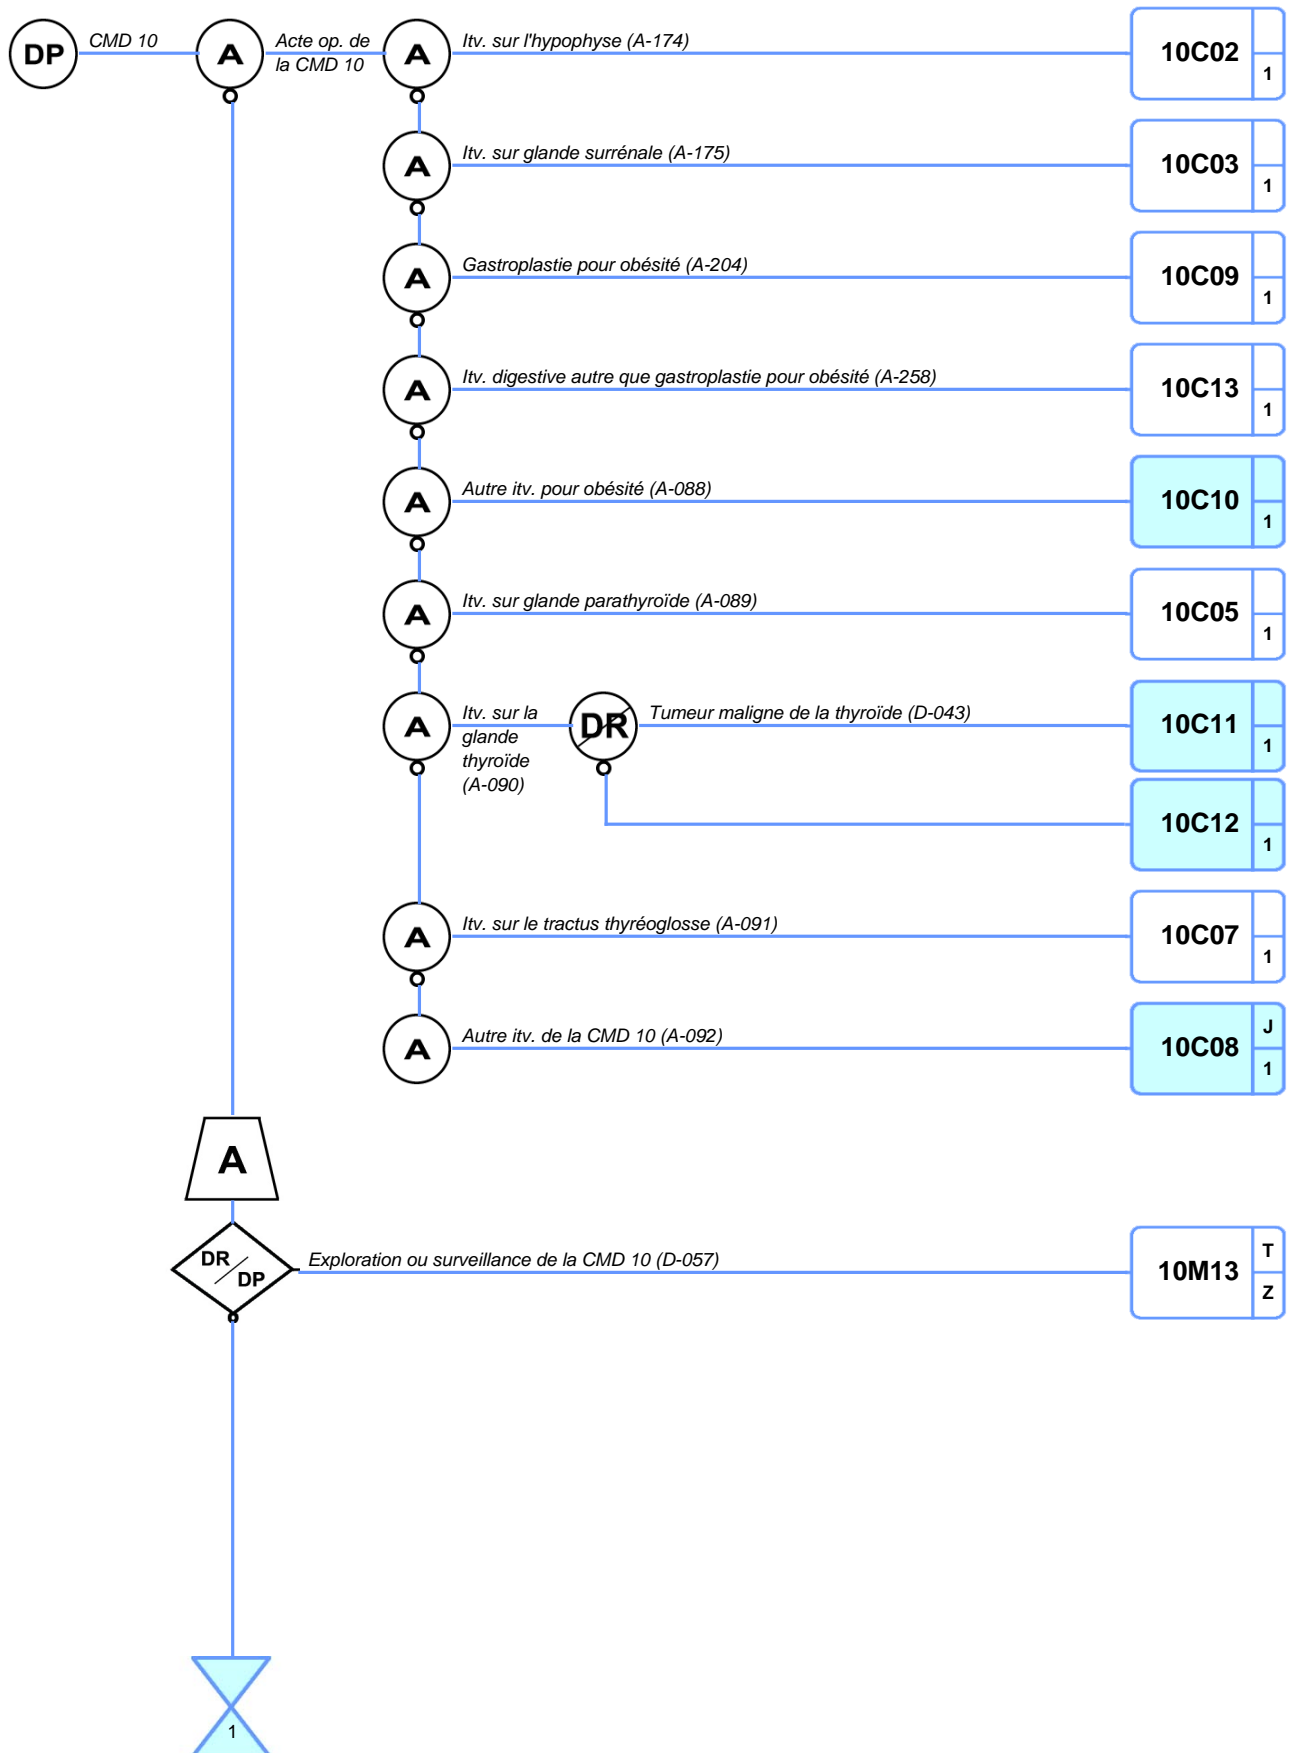 DP
CMD 10
A
Acte op. de
la CMD 10
A
Itv. sur l'hypophyse (A-174)
10C02
1
A
Itv. sur glande surrénale (A-175)
10C03
1
A
Gastroplastie pour obésité (A-204)
10C09
1
A
Itv. digestive autre que gastroplastie pour obésité (A-258)
10C13
1
A
Autre itv. pour obésité (A-088)
10C10
1
A
Itv. sur glande parathyroïde (A-089)
10C05
1
A
Itv. sur la
glande
thyroïde
(A-090)
DR
Tumeur maligne de la thyroïde (D-043)
10C11
1
10C12
1
A
Itv. sur le tractus thyréoglosse (A-091)
10C07
1
A
Autre itv. de la CMD 10 (A-092)
10C08
J
1
A
DR
DP
Exploration ou surveillance de la CMD 10 (D-057)
10M13
T
Z
1